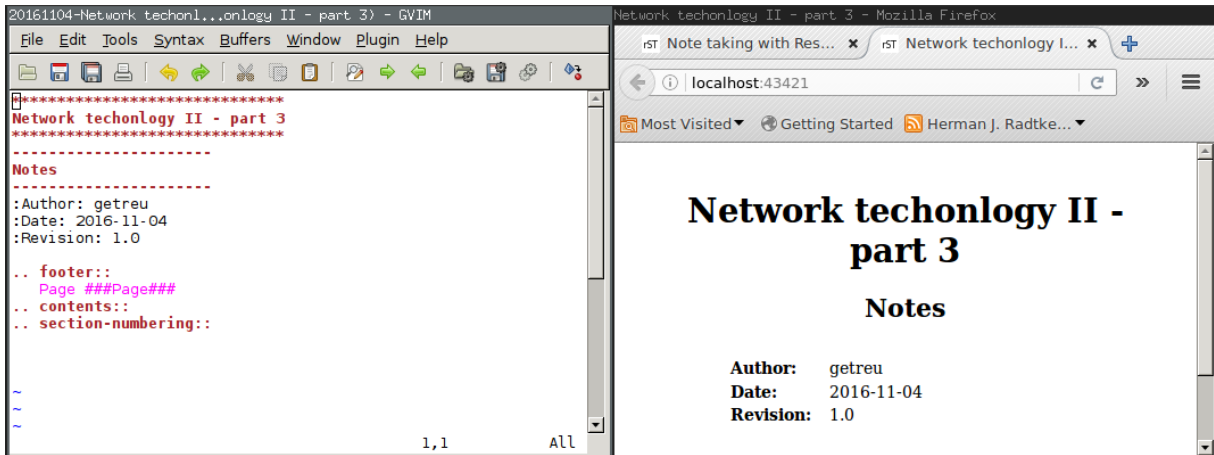 20161104-Network techonl...onlogy II - part 3) - GVIM
File Edit Tools Syntax Buffers Window Plugin Help
*******************************
Network techonlogy II - part 3
*******************************
----------------------
Notes
----------------------
:Author: getreu
:Date: 2016-11-04
:Revision: 1.0
.. footer::
Page ###Page###
.. contents::
.. section-numbering::
~
~
~
1,1 All
Network techonlogy II - part 3 - Mozilla Firefox
rST Note taking with Res... × rST Network techonlogy I... ×
localhost:43421
Most Visited Getting Started Herman J. Radtke...
Network techonlogy II -
part 3
Notes
Author: getreu
Date: 2016-11-04
Revision: 1.0